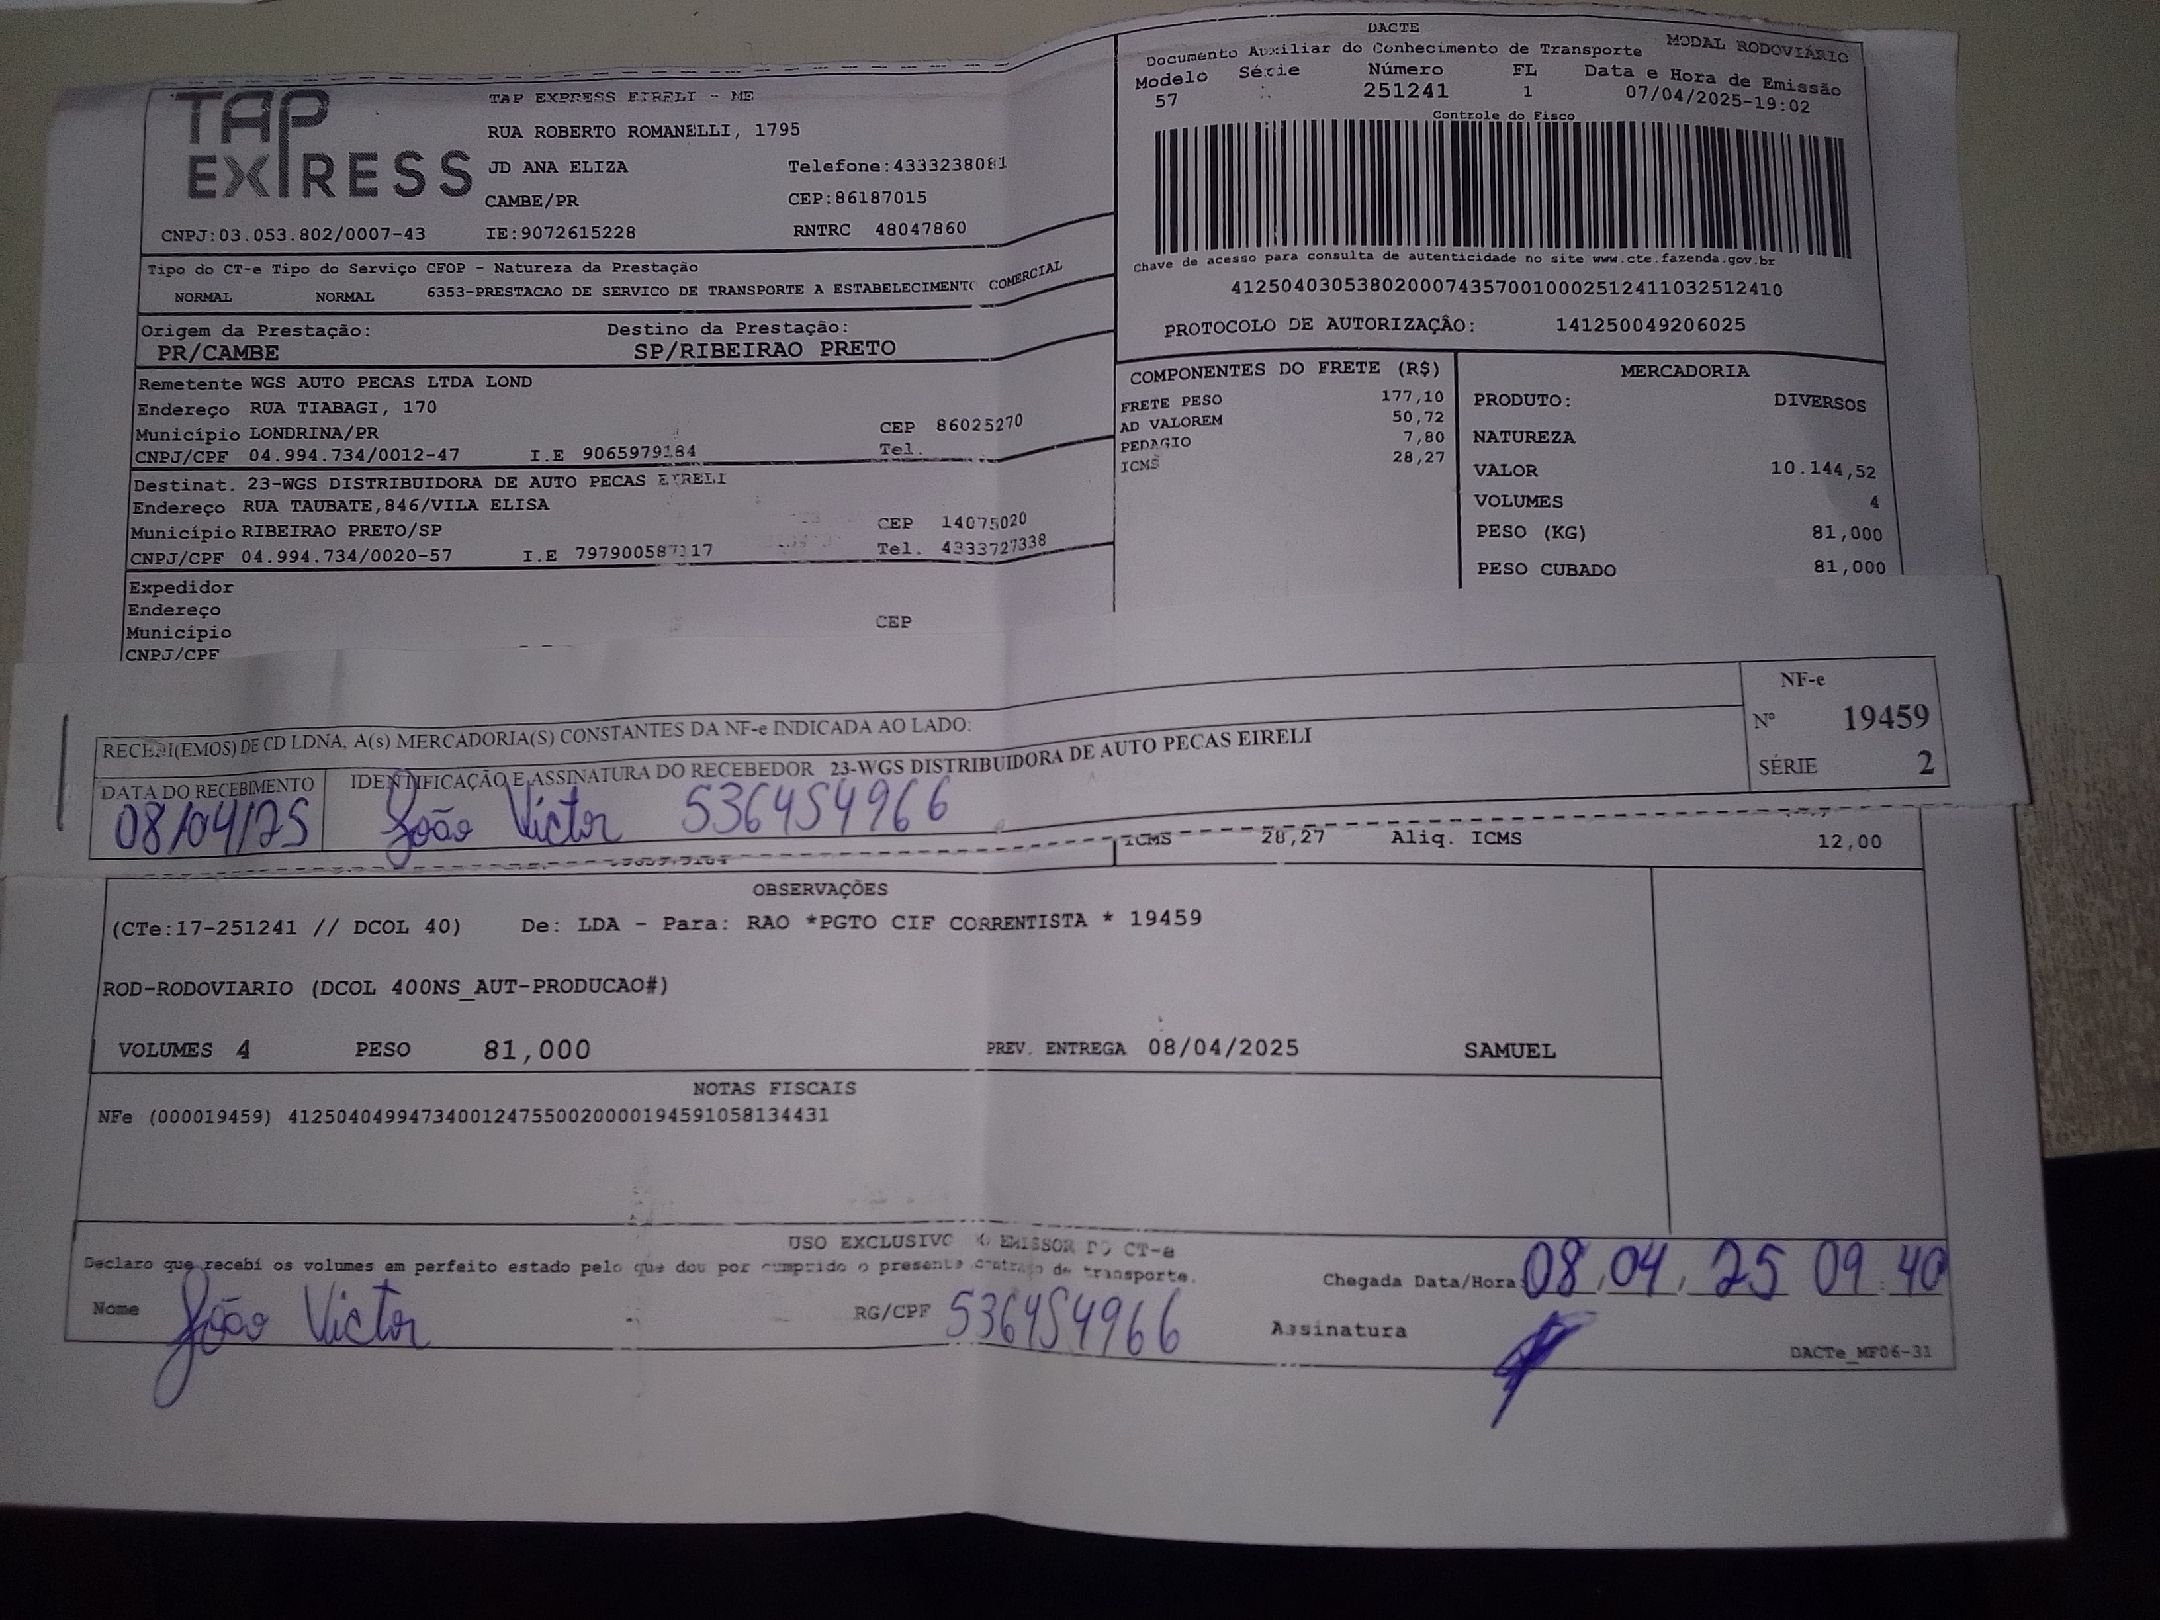 TAP EXPRESS
TAP EXPRESS EIRELI - ME
RUA ROBERTO ROMANELLI, 1795
JD ANA ELIZA Telefone:4333238081
CAMBE/PR CEP:86187015
CNPJ:03.053.802/0007-43 IE:9072615228 RNTRC 48047860
DACTE
Documento Auxiliar do Conhecimento de Transporte MODAL RODOVIÁRIO
Modelo Série Número FL Data e Hora de Emissão
57 251241 1 07/04/2025-19:02
Controle do Fisco
Chave de acesso para consulta de autenticidade no site www.cte.fazenda.gov.br
41250403053802000743570010002512411032512410
PROTOCOLO DE AUTORIZAÇÃO: 141250049206025
Tipo do CT-e Tipo do Serviço CFOP - Natureza da Prestação
NORMAL NORMAL 6353-PRESTACAO DE SERVICO DE TRANSPORTE A ESTABELECIMENTO COMERCIAL
Origem da Prestação: Destino da Prestação:
PR/CAMBE SP/RIBEIRAO PRETO
Remetente WGS AUTO PECAS LTDA LOND
Endereço RUA TIABAGI, 170
Município LONDRINA/PR CEP 86025270
CNPJ/CPF 04.994.734/0012-47 I.E 9065979184 Tel.
Destinat. 23-WGS DISTRIBUIDORA DE AUTO PECAS EIRELI
Endereço RUA TAUBATE,846/VILA ELISA
Município RIBEIRAO PRETO/SP CEP 14075020
CNPJ/CPF 04.994.734/0020-57 I.E 797900587117 Tel. 4333727338
Expedidor
Endereço
Município CEP
CNPJ/CPF
COMPONENTES DO FRETE (R$)
FRETE PESO 177,10
AD VALOREM 50,72
PEDAGIO 7,80
ICMS 28,27
MERCADORIA
PRODUTO: DIVERSOS
NATUREZA
VALOR 10.144,52
VOLUMES 4
PESO (KG) 81,000
PESO CUBADO 81,000
RECEBI(EMOS) DE CD LDNA, A(s) MERCADORIA(S) CONSTANTES DA NF-e INDICADA AO LADO:
NF-e
Nº 19459
SÉRIE 2
DATA DO RECEBIMENTO IDENTIFICAÇÃO E ASSINATURA DO RECEBEDOR 23-WGS DISTRIBUIDORA DE AUTO PECAS EIRELI
08/04/25 João Victor 536454966
ICMS 28,27 Aliq. ICMS 12,00
OBSERVAÇÕES
(CTe:17-251241 // DCOL 40) De: LDA - Para: RAO *PGTO CIF CORRENTISTA * 19459
ROD-RODOVIARIO (DCOL 400NS_AUT-PRODUCAO#)
VOLUMES 4 PESO 81,000 PREV. ENTREGA 08/04/2025 SAMUEL
NOTAS FISCAIS
NFe (000019459) 41250404994734001247550020000194591058134431
USO EXCLUSIVO DO EMISSOR DO CT-e
Declaro que recebi os volumes em perfeito estado pelo que dou por cumprido o presente contrato de transporte.
Chegada Data/Hora: 08/04/25 09:40
Nome João Victor RG/CPF 536454966 Assinatura
DACTe_MF06-31